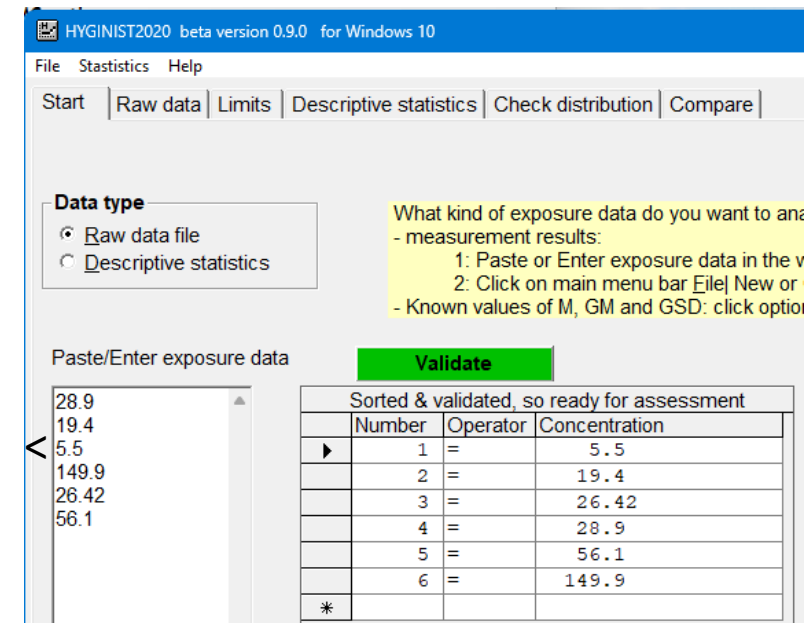 HYGINIST2020 beta version 0.9.0 for Windows 10
File Stastistics Help
Start Raw data Limits Descriptive statistics Check distribution Compare
Data type
Raw data file
Descriptive statistics
What kind of exposure data do you want to
- measurement results:
1: Paste or Enter exposure data in the
2: Click on main menu bar File| New or
- Known values of M, GM and GSD: click
Paste/Enter exposure data
Validate
28.9
19.4
< 5.5
149.9
26.42
56.1
Sorted & validated, so ready for assessment
Number Operator Concentration
1 = 5.5
2 = 19.4
3 = 26.42
4 = 28.9
5 = 56.1
6 = 149.9
*